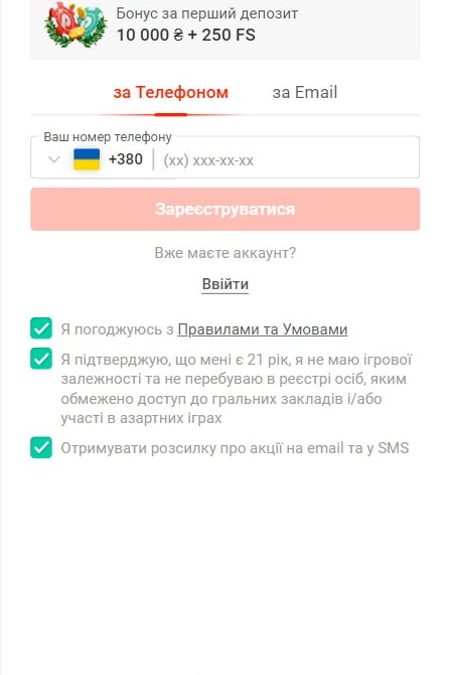 Бонус за перший депозит
10 000 ₴ + 250 FS
за Телефоном за Email
Ваш номер телефону
+380 (xx) xxx-xx-xx
Зареєструватися
Вже маєте аккаунт?
Ввійти
Я погоджуюсь з Правилами та Умовами
Я підтверджую, що мені є 21 рік, я не маю ігрової
залежності та не перебуваю в реєстрі осіб, яким
обмежено доступ до гральних закладів і/або
участі в азартних іграх
Отримувати розсилку про акції на email та у SMS